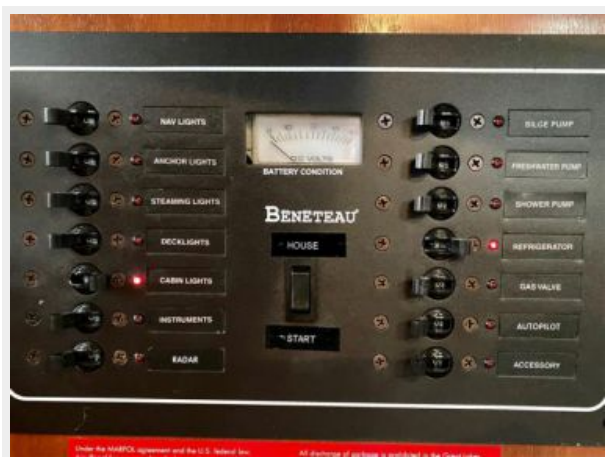 NAV LIGHTS
ANCHOR LIGHTS
STEAMING LIGHTS
DECKLIGHTS
CABIN LIGHTS
INSTRUMENTS
RADAR
DC VOLTS
BATTERY CONDITION
BENETEAU
HOUSE
START
BILGE PUMP
FRESHWATER PUMP
SHOWER PUMP
REFRIGERATOR
GAS VALVE
AUTOPILOT
ACCESSORY
Under the MARPOL agreement and the U.S. federal law,
All discharge of garbage is prohibited in the Great Lakes